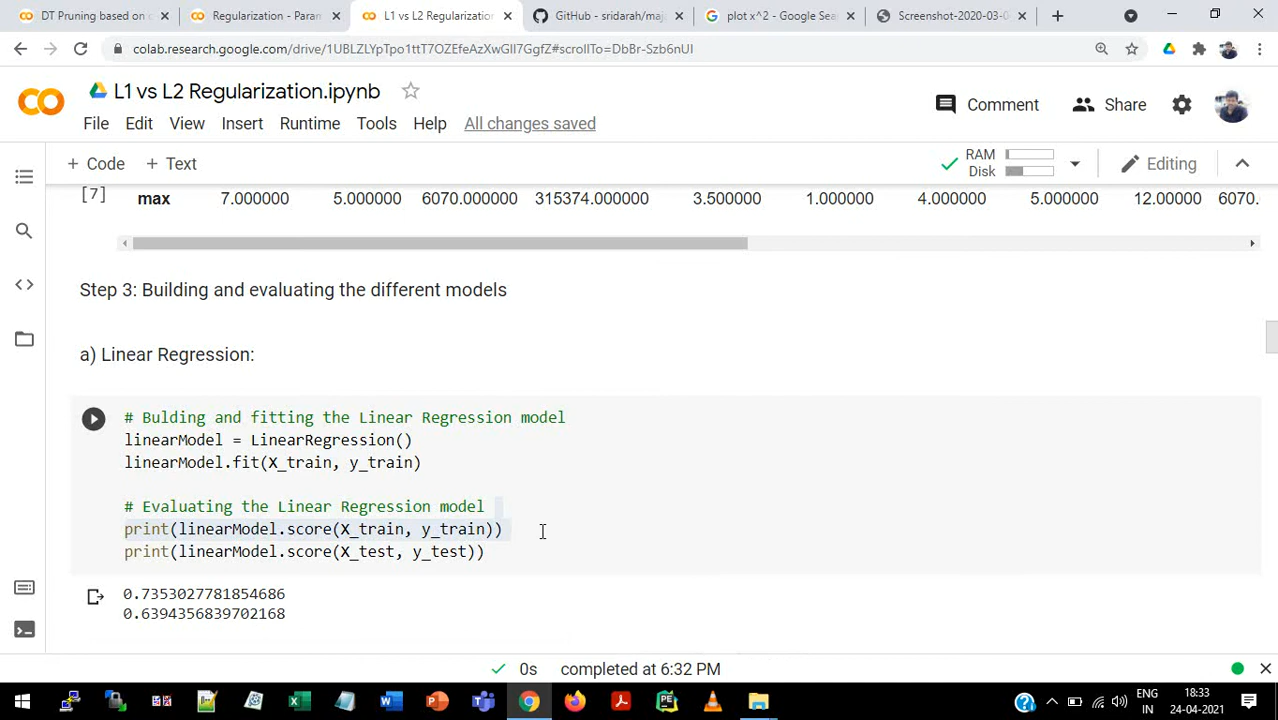 DT Pruning based on c
Regularization - Param
L1 vs L2 Regularization
GitHub - sridarah/maj
plot x^2 - Google Sea
Screenshot-2020-03-0
colab.research.google.com/drive/1UBLZLYpTpo1ttT7OZEfeAzXwGlI7GgfZ#scrollTo=DbBr-Szb6nUI
CO L1 vs L2 Regularization.ipynb
Comment Share
File Edit View Insert Runtime Tools Help All changes saved
+ Code + Text
RAM
Disk
Editing
[7] max 7.000000 5.000000 6070.000000 315374.000000 3.500000 1.000000 4.000000 5.000000 12.00000 6070.
Step 3: Building and evaluating the different models
a) Linear Regression:
# Bulding and fitting the Linear Regression model
linearModel = LinearRegression()
linearModel.fit(X_train, y_train)
# Evaluating the Linear Regression model
print(linearModel.score(X_train, y_train))
print(linearModel.score(X_test, y_test))
0.7353027781854686
0.6394356839702168
0s completed at 6:32 PM
ENG
IN
18:33
24-04-2021